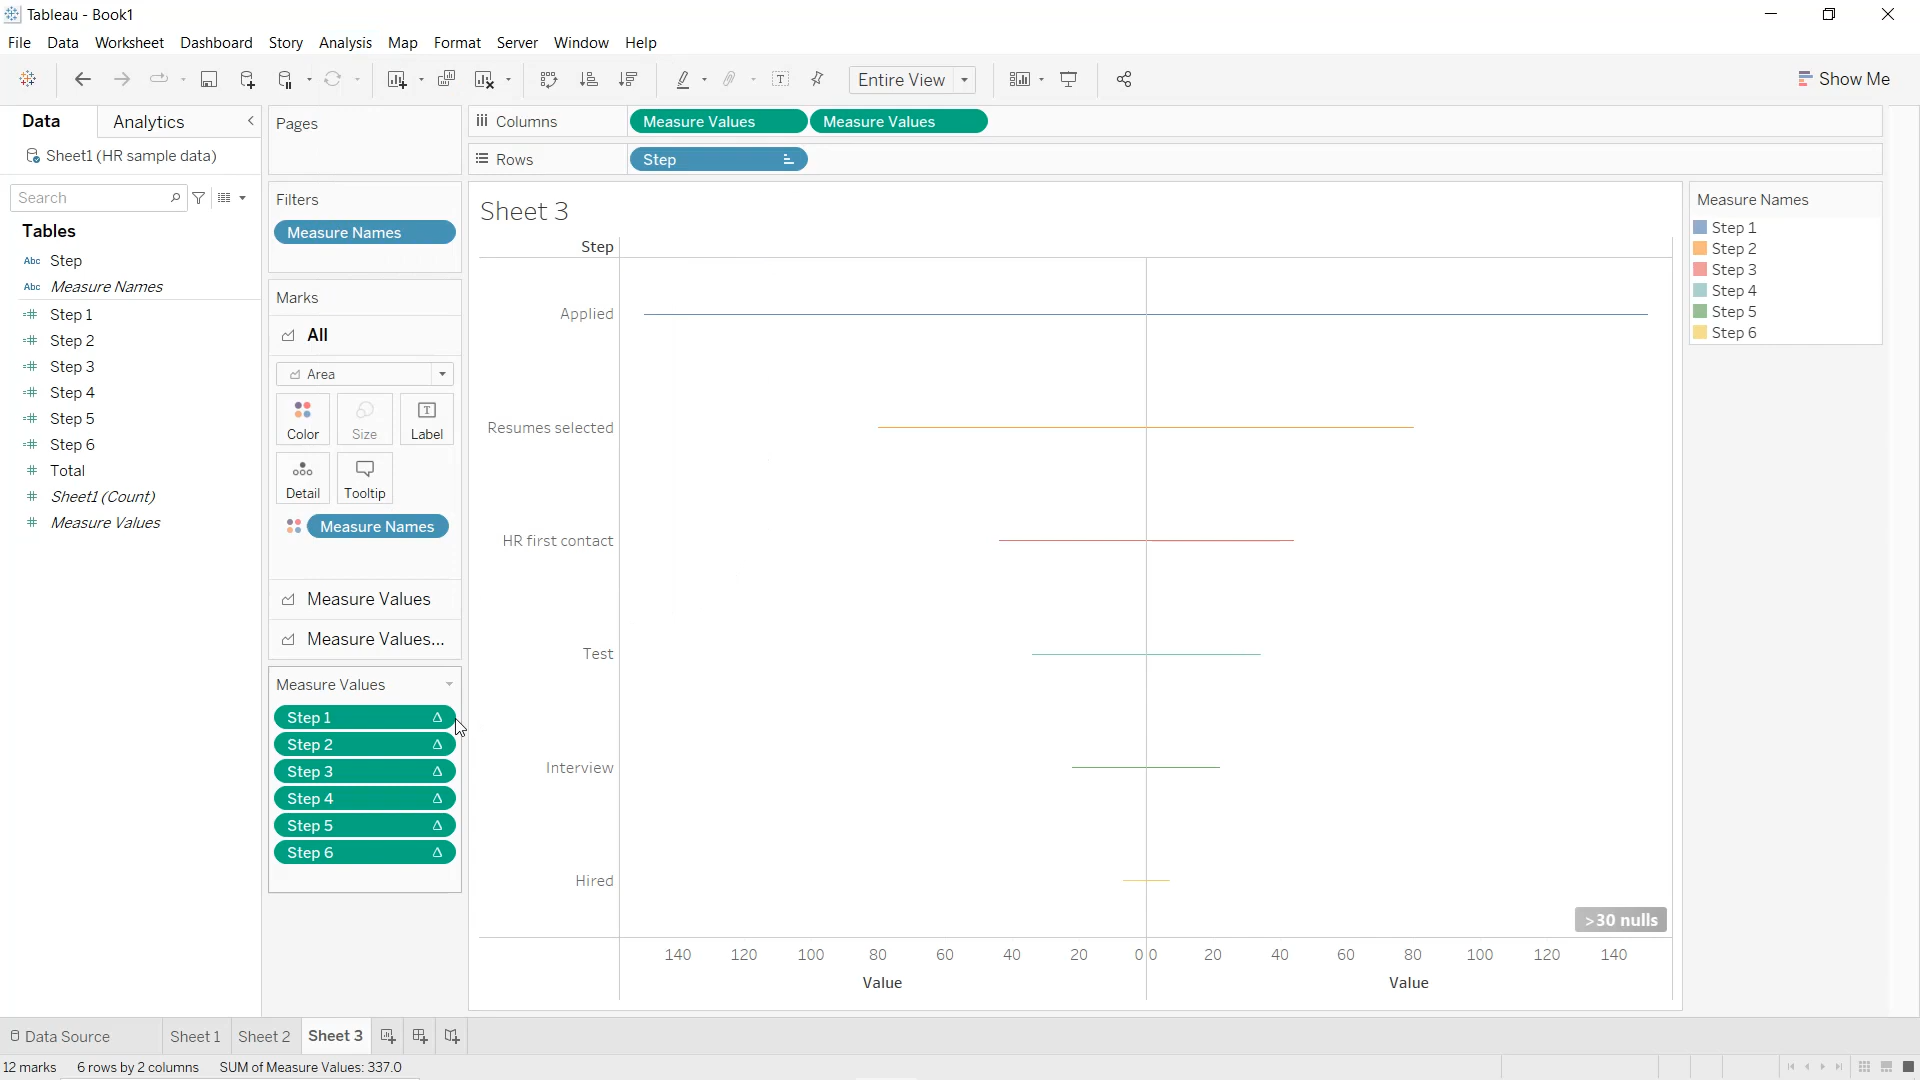 Tableau - Book1
File Data Worksheet Dashboard Story Analysis Map Format Server Window Help
Entire View
Show Me
Data
Analytics
Sheet1 (HR sample data)
Search
Tables
Abc Step
Abc Measure Names
Step 1
Step 2
Step 3
Step 4
Step 5
Step 6
Total
Sheet1 (Count)
Measure Values
Pages
Filters
Measure Names
Marks
All
Area
Color
Size
Label
Detail
Tooltip
Measure Names
Measure Values
Measure Values...
Measure Values
Step 1
Step 2
Step 3
Step 4
Step 5
Step 6
Columns
Measure Values
Measure Values
Rows
Step
Sheet 3
Step
Applied
Resumes selected
HR first contact
Test
Interview
Hired
>30 nulls
140 120 100 80 60 40 20 0 0 20 40 60 80 100 120 140
Value
Value
Measure Names
Step 1
Step 2
Step 3
Step 4
Step 5
Step 6
Data Source
Sheet 1
Sheet 2
Sheet 3
12 marks
6 rows by 2 columns
SUM of Measure Values: 337.0